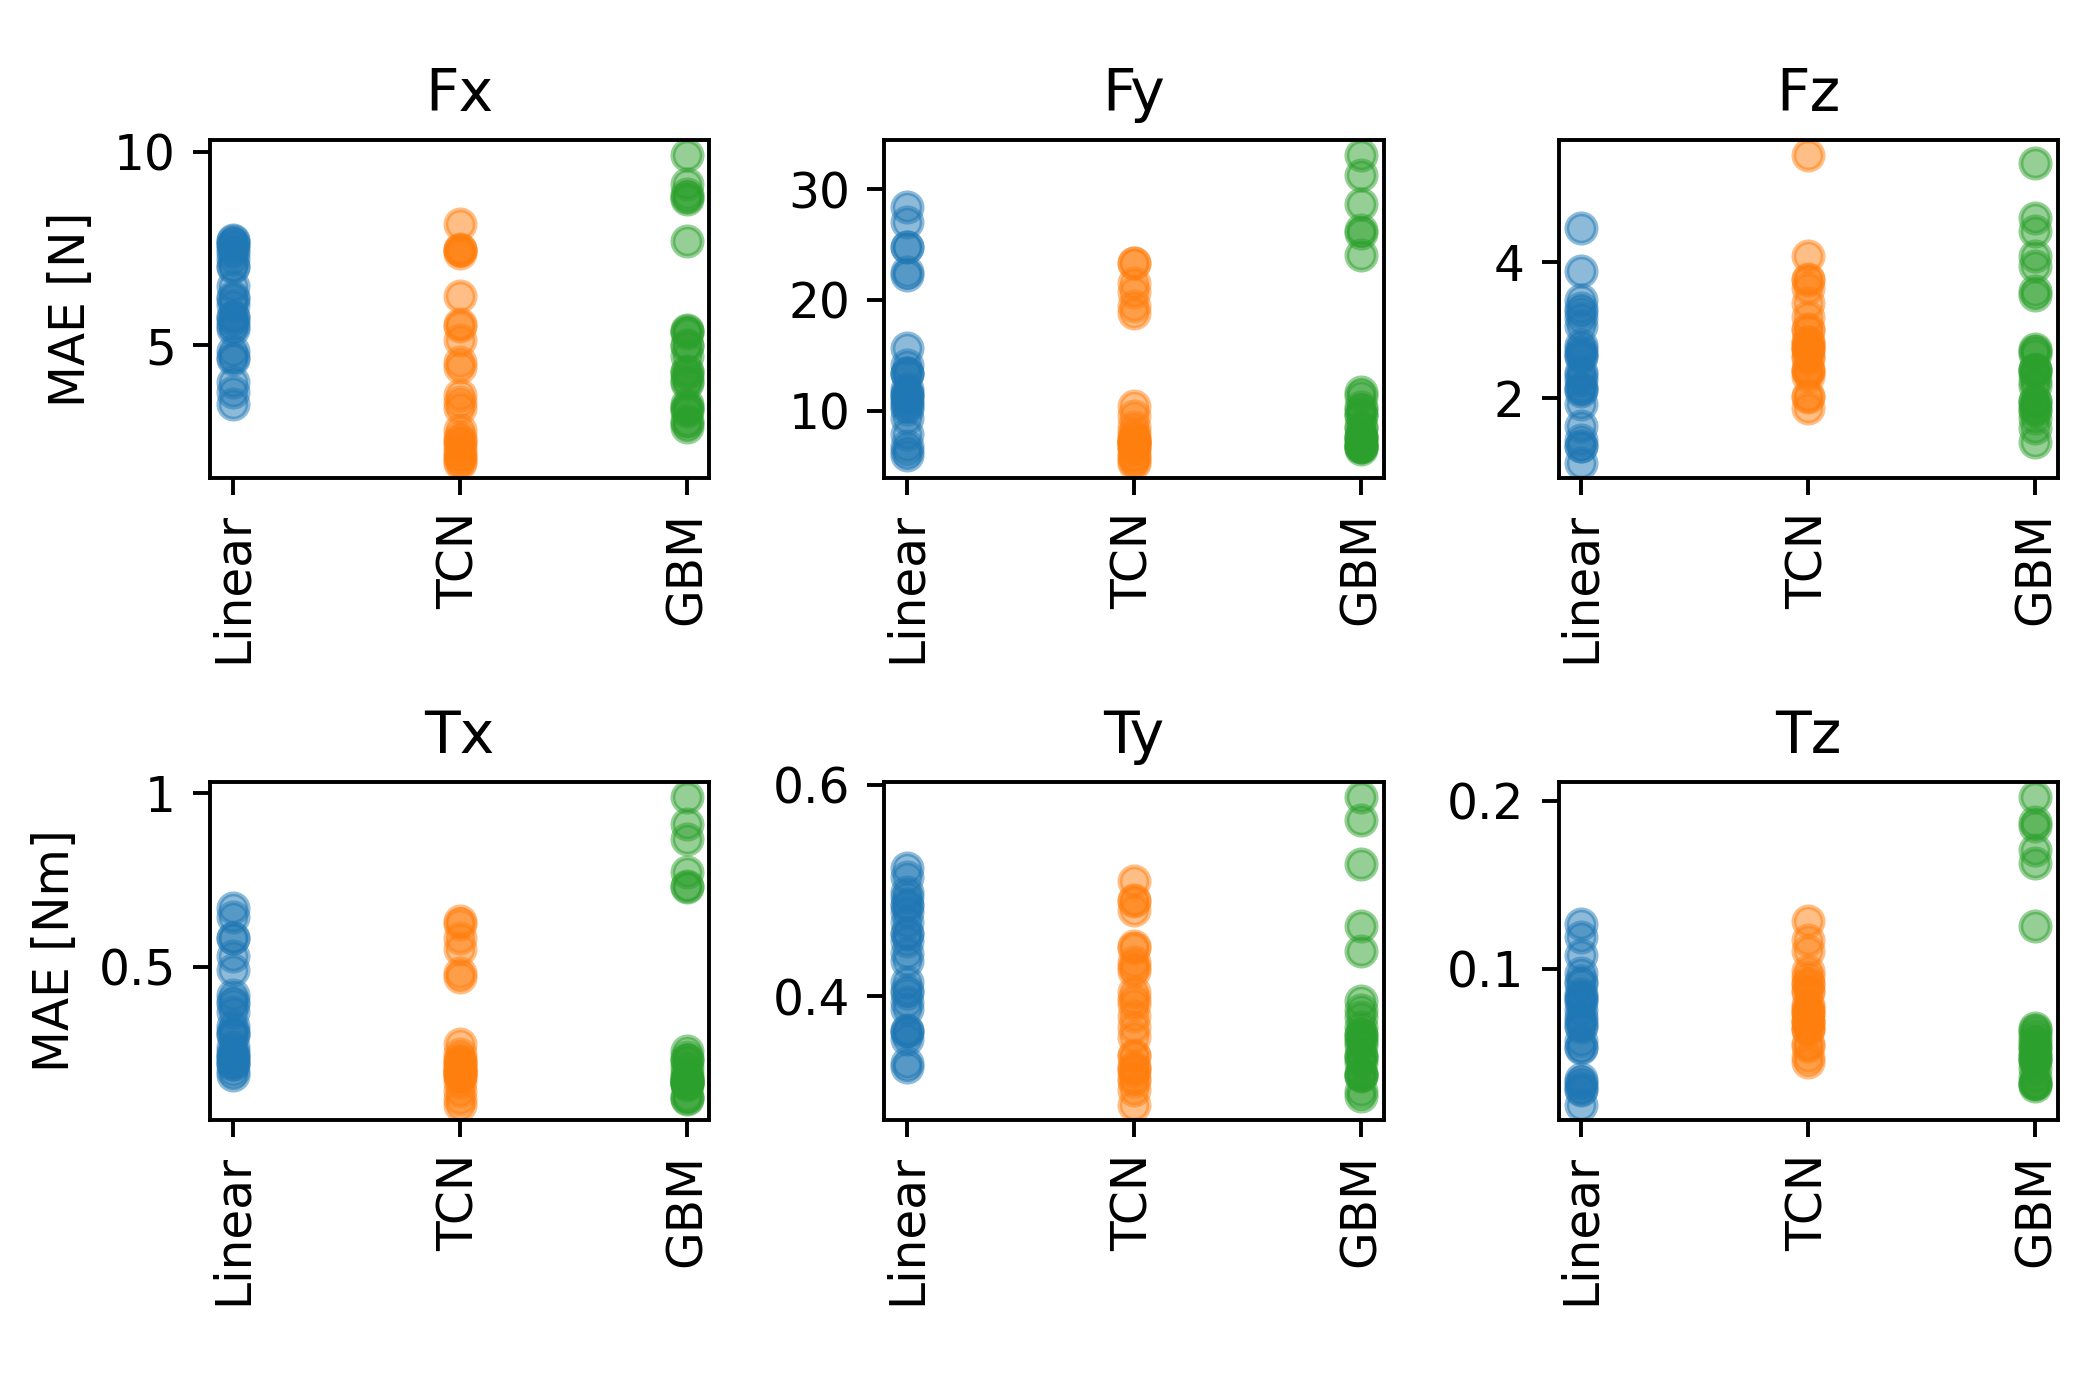 Fx
Fy
Fz
MAE [N]
10
5
30
20
10
4
2
Linear
TCN
GBM
Linear
TCN
GBM
Linear
TCN
GBM
Tx
Ty
Tz
MAE [Nm]
1
0.5
0.6
0.4
0.2
0.1
Linear
TCN
GBM
Linear
TCN
GBM
Linear
TCN
GBM